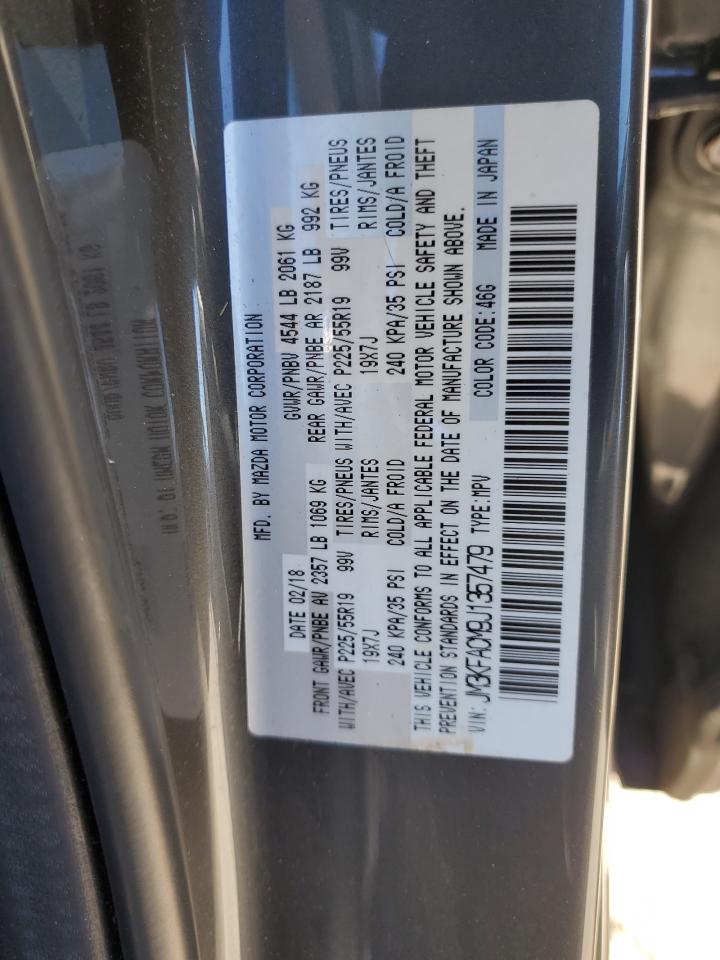 MFD. BY MAZDA MOTOR CORPORATION
DATE 02/18 GVWR/PNBV 4544 LB 2061 KG
FRONT GAWR/PNBE AV 2357 LB 1069 KG REAR GAWR/PNBE AR 2187 LB 992 KG
WITH/AVEC P225/55R19 99V TIRES/PNEUS WITH/AVEC P225/55R19 99V TIRES/PNEUS
19X7J RIMS/JANTES 19X7J RIMS/JANTES
240 KPA/35 PSI COLD/A FROID 240 KPA/35 PSI COLD/A FROID
THIS VEHICLE CONFORMS TO ALL APPLICABLE FEDERAL MOTOR VEHICLE SAFETY AND THEFT
PREVENTION STANDARDS IN EFFECT ON THE DATE OF MANUFACTURE SHOWN ABOVE.
VIN: JM3KFACM9J1357479 TYPE:MPV COLOR CODE:46G MADE IN JAPAN